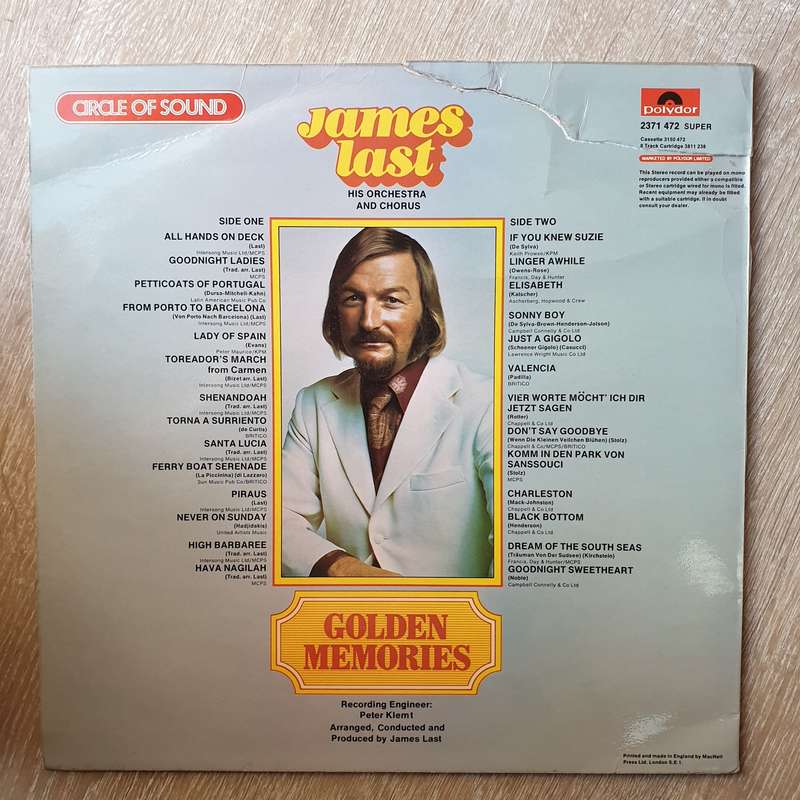 CIRCLE OF SOUND
James
last
HIS ORCHESTRA
AND CHORUS
polydor
2371 472 SUPER
Cassette 3150 472
8 Track Cartridge 3811 238
MARKETED BY POLYDOR LIMITED
This Stereo record can be played on mono
reproducers provided either a compatible
or Stereo cartridge wired for mono is fitted.
Recent equipment may already be fitted
with a suitable cartridge. If in doubt
consult your dealer.
SIDE ONE
ALL HANDS ON DECK
(Last)
Intersong Music Ltd/MCPS
GOODNIGHT LADIES
(Trad. arr. Last)
MCPS
PETTICOATS OF PORTUGAL
(Durso-Mitchell-Kahn)
Latin American Music Pub Co
FROM PORTO TO BARCELONA
(Von Porto Nach Barcelona) (Last)
Intersong Music Ltd/MCPS
LADY OF SPAIN
(Evans)
Peter Maurice/KPM
TOREADOR'S MARCH
from Carmen
(Bizet arr. Last)
Intersong Music Ltd/MCPS
SHENANDOAH
(Trad. arr. Last)
Intersong Music Ltd/MCPS
TORNA A SURRIENTO
(de Curtis)
BRITICO
SANTA LUCIA
(Trad. arr. Last)
Intersong Music Ltd/MCPS
FERRY BOAT SERENADE
(La Piccinina) (di Lazzaro)
Sun Music Pub Co/BRITICO
PIRAUS
(Last)
Intersong Music Ltd/MCPS
NEVER ON SUNDAY
(Hadjidakis)
United Artists Music
HIGH BARBAREE
(Trad. arr. Last)
Intersong Music Ltd/MCPS
HAVA NAGILAH
(Trad. arr. Last)
MCPS
SIDE TWO
IF YOU KNEW SUZIE
(De Sylva)
Keith Prowse/KPM
LINGER AWHILE
(Owens-Rose)
Francis, Day & Hunter
ELISABETH
(Katscher)
Ascherberg, Hopwood & Crew
SONNY BOY
(De Sylva-Brown-Henderson-Jolson)
Campbell Connelly & Co Ltd
JUST A GIGOLO
(Schoener Gigolo) (Casucci)
Lawrence Wright Music Co Ltd
VALENCIA
(Padilla)
BRITICO
VIER WORTE MÖCHT' ICH DIR
JETZT SAGEN
(Rotter)
Chappell & Co Ltd
DON'T SAY GOODBYE
(Wenn Die Kleinen Veilchen Blühen) (Stolz)
Chappell & Co/MCPS/BRITICO
KOMM IN DEN PARK VON
SANSSOUCI
(Stolz)
MCPS
CHARLESTON
(Mack-Johnston)
Chappell & Co Ltd
BLACK BOTTOM
(Henderson)
Chappell & Co Ltd
DREAM OF THE SOUTH SEAS
(Träuman Von Der Sudsee) (Kirchstein)
Francis, Day & Hunter/MCPS
GOODNIGHT SWEETHEART
(Noble)
Campbell Connelly & Co Ltd
GOLDEN
MEMORIES
Recording Engineer:
Peter Klemt
Arranged, Conducted and
Produced by James Last
Printed and made in England by MacNeill
Press Ltd. London S.E.1.